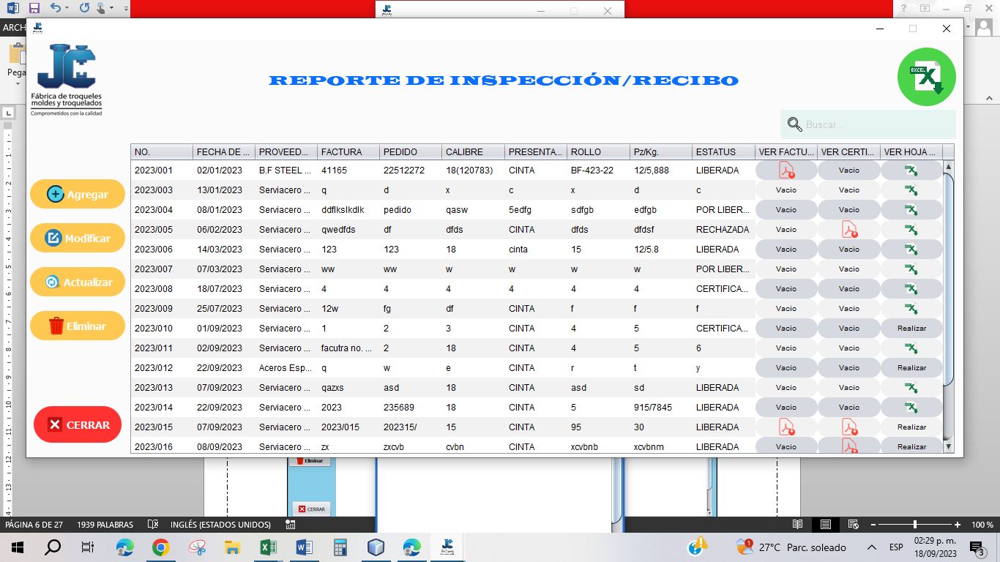 ARCH
Pega
JC
Fábrica de troqueles
moldes y troquelados
Comprometidos con la calidad
REPORTE DE INSPECCIÓN/RECIBO
EXCEL
Buscar...
Agregar
Modificar
Actualizar
Eliminar
CERRAR
NO. FECHA DE ... PROVEED... FACTURA PEDIDO CALIBRE PRESENTA... ROLLO Pz/Kg. ESTATUS VER FACTU... VER CERTI... VER HOJA ...
2023/001 02/01/2023 B.F STEEL ... 41165 22512272 18(120783) CINTA BF-423-22 12/5,888 LIBERADA Vacio
2023/003 13/01/2023 Serviacero ... q d x c x d c Vacio Vacio
2023/004 08/01/2023 Serviacero ... ddflkslkdlk pedido qasw 5edfg sdfgb edfgb POR LIBER... Vacio Vacio
2023/005 06/02/2023 Serviacero ... qwedfds df dfds CINTA dfds dfdsf RECHAZADA Vacio
2023/006 14/03/2023 Serviacero ... 123 123 18 cinta 15 12/5.8 LIBERADA Vacio Vacio
2023/007 07/03/2023 Serviacero ... ww ww w w w w POR LIBER... Vacio Vacio
2023/008 18/07/2023 Serviacero ... 4 4 4 4 4 4 CERTIFICA... Vacio Vacio
2023/009 25/07/2023 Serviacero ... 12w fg df CINTA f f f Vacio Vacio
2023/010 01/09/2023 Serviacero ... 1 2 3 CINTA 4 5 CERTIFICA... Vacio Vacio Realizar
2023/011 02/09/2023 Serviacero ... facutra no. ... 2 18 CINTA 4 5 6 Vacio Vacio
2023/012 22/09/2023 Aceros Esp... q w e CINTA r t y Vacio Vacio Realizar
2023/013 07/09/2023 Serviacero ... qazxs asd 18 CINTA asd sd LIBERADA Vacio Vacio
2023/014 22/09/2023 Serviacero ... 2023 235689 18 CINTA 5 915/7845 LIBERADA Vacio Vacio
2023/015 07/09/2023 Serviacero ... 2023/015 202315/ 15 CINTA 95 30 LIBERADA Realizar
2023/016 08/09/2023 Serviacero ... zx zxcvb cvbn CINTA xcvbnb xcvbnm LIBERADA Vacio Realizar
Eliminar
CERRAR
PÁGINA 6 DE 27 1939 PALABRAS INGLÉS (ESTADOS UNIDOS) 100 %
27°C Parc. soleado ESP 02:29 p. m.
18/09/2023 3